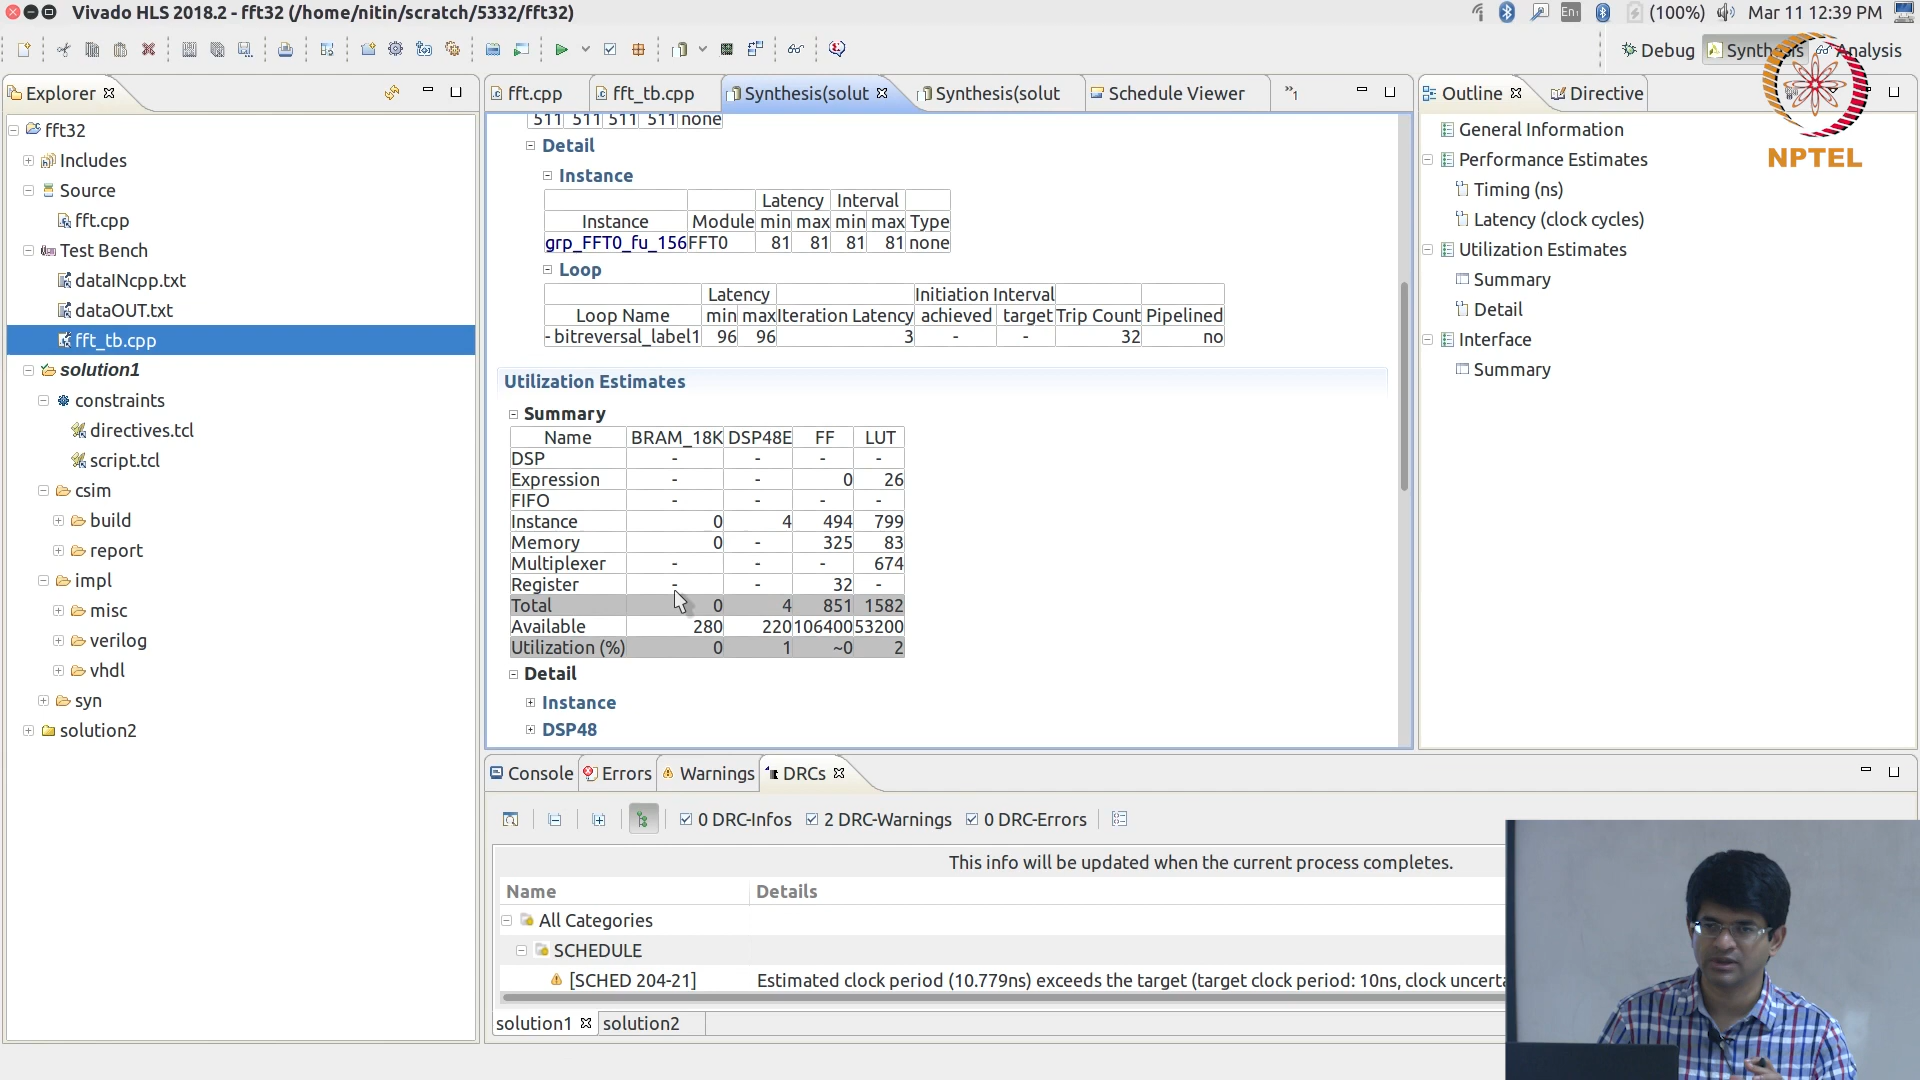 Vivado HLS 2018.2 - fft32 (/home/nitin/scratch/5332/fft32)
En1 (100%) Mar 11 12:39 PM
Debug Synthesis Analysis
NPTEL
Explorer
fft32
Includes
Source
fft.cpp
Test Bench
dataINcpp.txt
dataOUT.txt
fft_tb.cpp
solution1
constraints
directives.tcl
script.tcl
csim
build
report
impl
misc
verilog
vhdl
syn
solution2
fft.cpp fft_tb.cpp Synthesis(solut Synthesis(solut Schedule Viewer »1
511 511 511 511 none
Detail
Instance
Latency Interval
Instance Module min max min max Type
grp_FFT0_fu_156 FFT0 81 81 81 81 none
Loop
Latency Initiation Interval
Loop Name min max Iteration Latency achieved target Trip Count Pipelined
- bitreversal_label1 96 96 3 - - 32 no
Utilization Estimates
Summary
Name BRAM_18K DSP48E FF LUT
DSP - - - -
Expression - - 0 26
FIFO - - - -
Instance 0 4 494 799
Memory 0 - 325 83
Multiplexer - - - 674
Register - - 32 -
Total 0 4 851 1582
Available 280 220 106400 53200
Utilization (%) 0 1 ~0 2
Detail
Instance
DSP48
Outline Directive
General Information
Performance Estimates
Timing (ns)
Latency (clock cycles)
Utilization Estimates
Summary
Detail
Interface
Summary
Console Errors Warnings DRCs
0 DRC-Infos 2 DRC-Warnings 0 DRC-Errors
This info will be updated when the current process completes.
Name Details
All Categories
SCHEDULE
[SCHED 204-21] Estimated clock period (10.779ns) exceeds the target (target clock period: 10ns, clock uncerta
solution1 solution2